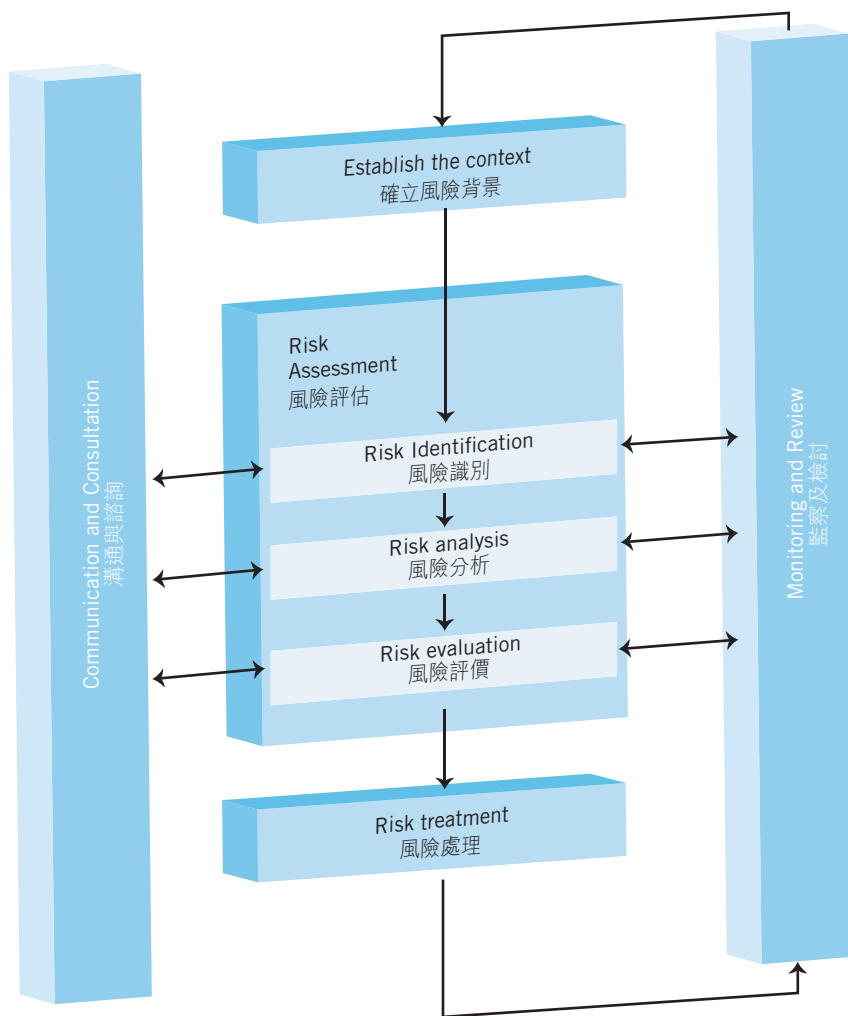 Establish the context
確立風險背景
Risk
Assessment
風險評估
Risk Identification
風險識別
Risk analysis
風險分析
Risk evaluation
風險評價
Risk treatment
風險處理
Communication and Consultation
溝通與諮詢
Monitoring and Review
監察及檢討